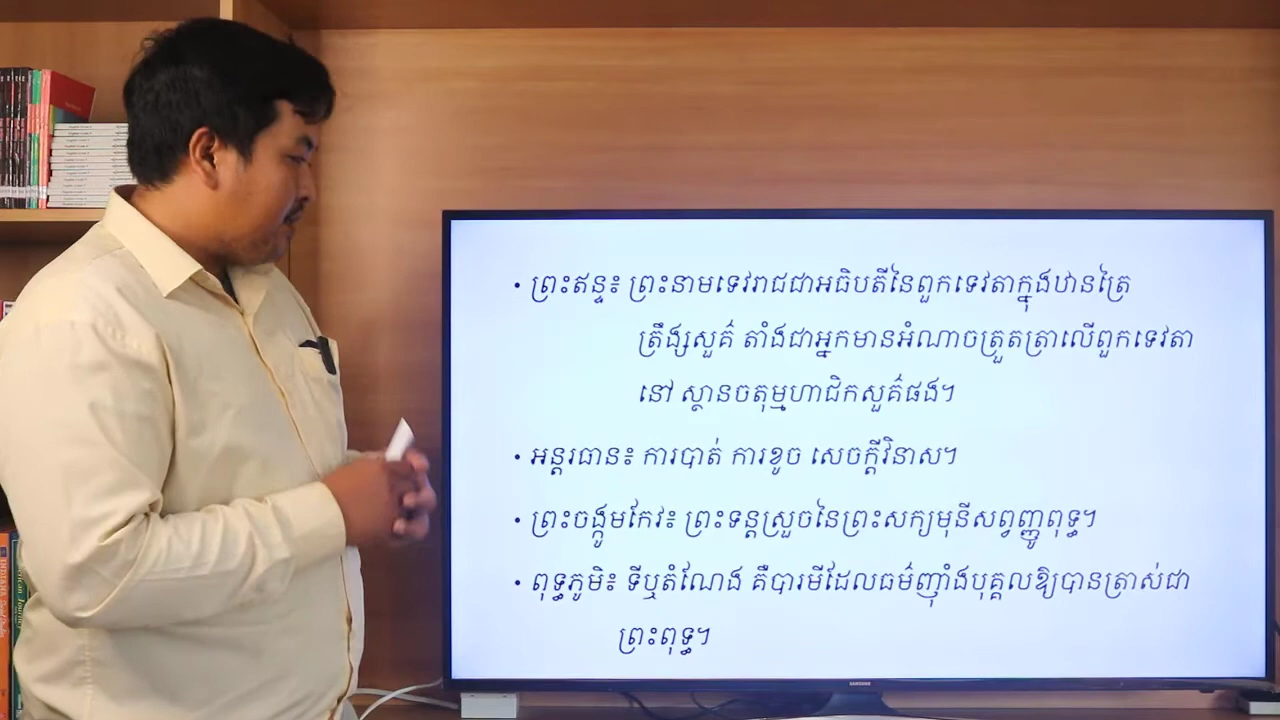 • ព្រះឥន្ទ៖ ព្រះនាមទេវរាជជាអធិបតីនៃពួកទេវតាក្នុងឋានត្រៃ
ត្រឹង្សសួគ៌ តាំងជាអ្នកមានអំណាចត្រួតត្រាលើពួកទេវតា
នៅ ស្ថានចតុម្មហាជិកសួគ៌ផង។
• អន្តរធាន៖ ការបាត់ ការខូច សេចក្តីវិនាស។
• ព្រះចង្កូមកែវ៖ ព្រះទន្តស្រួចនៃព្រះសក្យមុនីសព្វញ្ញូពុទ្ធ។
• ពុទ្ធភូមិ៖ ទីឬតំណែង គឺបារមីដែលធម៌ញ៉ាំងបុគ្គលឱ្យបានត្រាស់ជា
ព្រះពុទ្ធ។
SAMSUNG